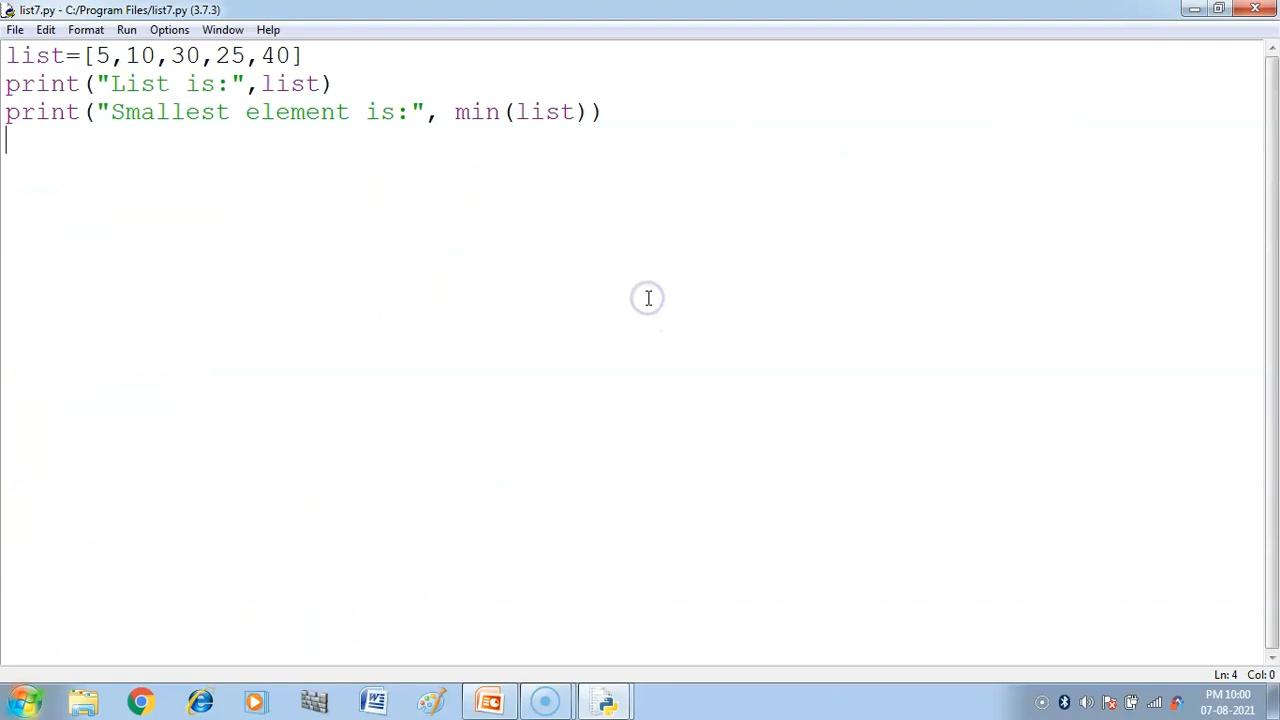 list7.py - C:/Program Files/list7.py (3.7.3)
File Edit Format Run Options Window Help
list=[5,10,30,25,40]
print("List is:",list)
print("Smallest element is:", min(list))
Ln: 4 Col: 0
PM 10:00
07-08-2021